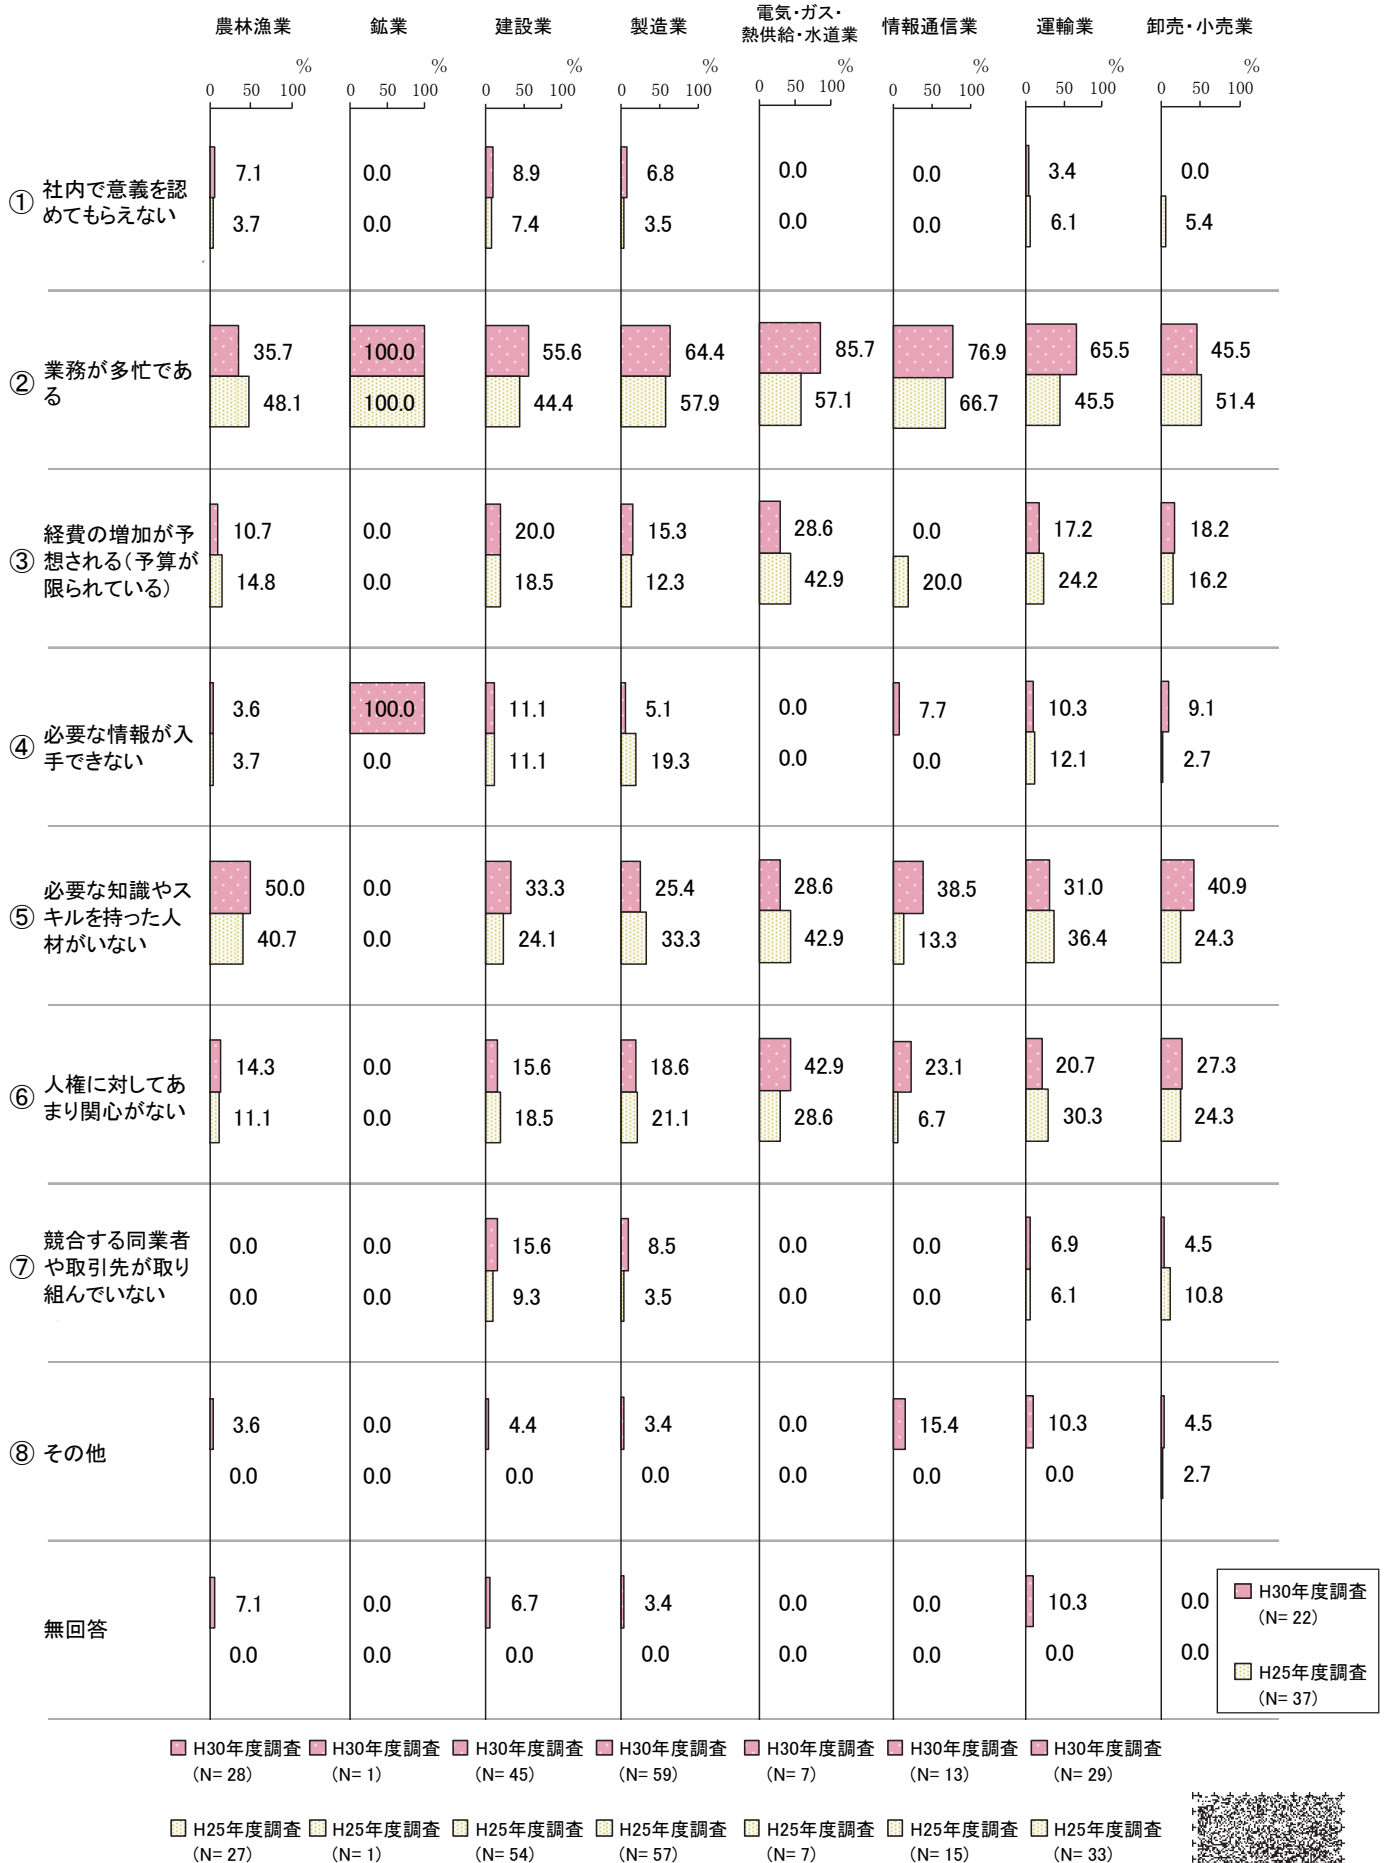 農林漁業 鉱業 建設業 製造業 電気・ガス・ 情報通信業 運輸業 卸売・小売業
熱供給・水道業
% % % % % % % %
0 50 100 0 50 100 0 50 100 0 50 100 0 50 100 0 50 100 0 50 100 0 50 100
① 社内で意義を認
めてもらえない
7.1 0.0 8.9 6.8 0.0 0.0 3.4 0.0
3.7 0.0 7.4 3.5 0.0 0.0 6.1 5.4
② 業務が多忙であ
る
35.7 100.0 55.6 64.4 85.7 76.9 65.5 45.5
48.1 100.0 44.4 57.9 57.1 66.7 45.5 51.4
③ 経費の増加が予
想される(予算が
限られている)
10.7 0.0 20.0 15.3 28.6 0.0 17.2 18.2
14.8 0.0 18.5 12.3 42.9 20.0 24.2 16.2
④ 必要な情報が入
手できない
3.6 100.0 11.1 5.1 0.0 7.7 10.3 9.1
3.7 0.0 11.1 19.3 0.0 0.0 12.1 2.7
⑤ 必要な知識やス
キルを持った人
材がいない
50.0 0.0 33.3 25.4 28.6 38.5 31.0 40.9
40.7 0.0 24.1 33.3 42.9 13.3 36.4 24.3
⑥ 人権に対してあ
まり関心がない
14.3 0.0 15.6 18.6 42.9 23.1 20.7 27.3
11.1 0.0 18.5 21.1 28.6 6.7 30.3 24.3
⑦ 競合する同業者
や取引先が取り
組んでいない
0.0 0.0 15.6 8.5 0.0 0.0 6.9 4.5
0.0 0.0 9.3 3.5 0.0 0.0 6.1 10.8
⑧ その他
3.6 0.0 4.4 3.4 0.0 15.4 10.3 4.5
0.0 0.0 0.0 0.0 0.0 0.0 0.0 2.7
無回答
7.1 0.0 6.7 3.4 0.0 0.0 10.3 0.0
0.0 0.0 0.0 0.0 0.0 0.0 0.0 0.0
H30年度調査
(N= 22)
H25年度調査
(N= 37)
H30年度調査 H30年度調査 H30年度調査 H30年度調査 H30年度調査 H30年度調査 H30年度調査
(N= 28) (N= 1) (N= 45) (N= 59) (N= 7) (N= 13) (N= 29)
H25年度調査 H25年度調査 H25年度調査 H25年度調査 H25年度調査 H25年度調査 H25年度調査
(N= 27) (N= 1) (N= 54) (N= 57) (N= 7) (N= 15) (N= 33)